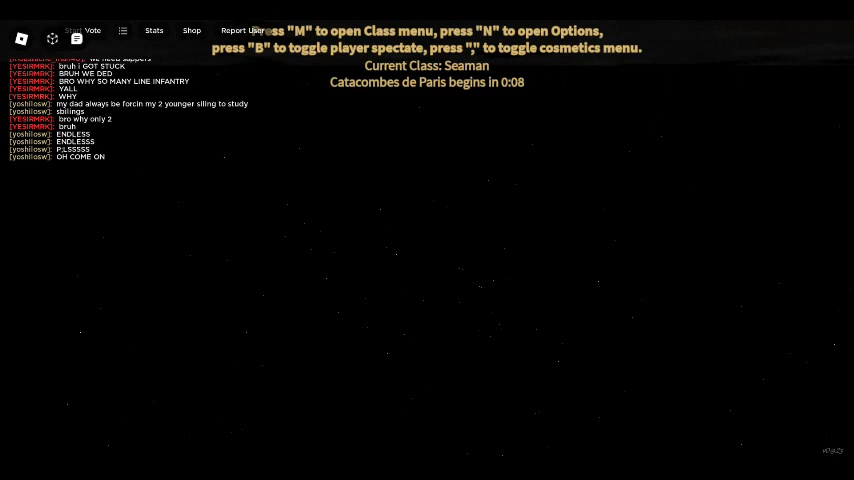 Start Vote
Stats
Shop
Report User
Press "M" to open Class menu, press "N" to open Options,
press "B" to toggle player spectate, press "," to toggle cosmetics menu.
Current Class: Seaman
Catacombes de Paris begins in 0:08
we need sappers
[YESIRMRK]: bruh i GOT STUCK
[YESIRMRK]: BRUH WE DED
[YESIRMRK]: BRO WHY SO MANY LINE INFANTRY
[YESIRMRK]: YALL
[YESIRMRK]: WHY
[yoshilosw]: my dad always be forcin my 2 younger siling to study
[yoshilosw]: sbilings
[YESIRMRK]: bro why only 2
[YESIRMRK]: bruh
[yoshilosw]: ENDLESS
[yoshilosw]: ENDLESSS
[yoshilosw]: P;LSSSSS
[yoshilosw]: OH COME ON